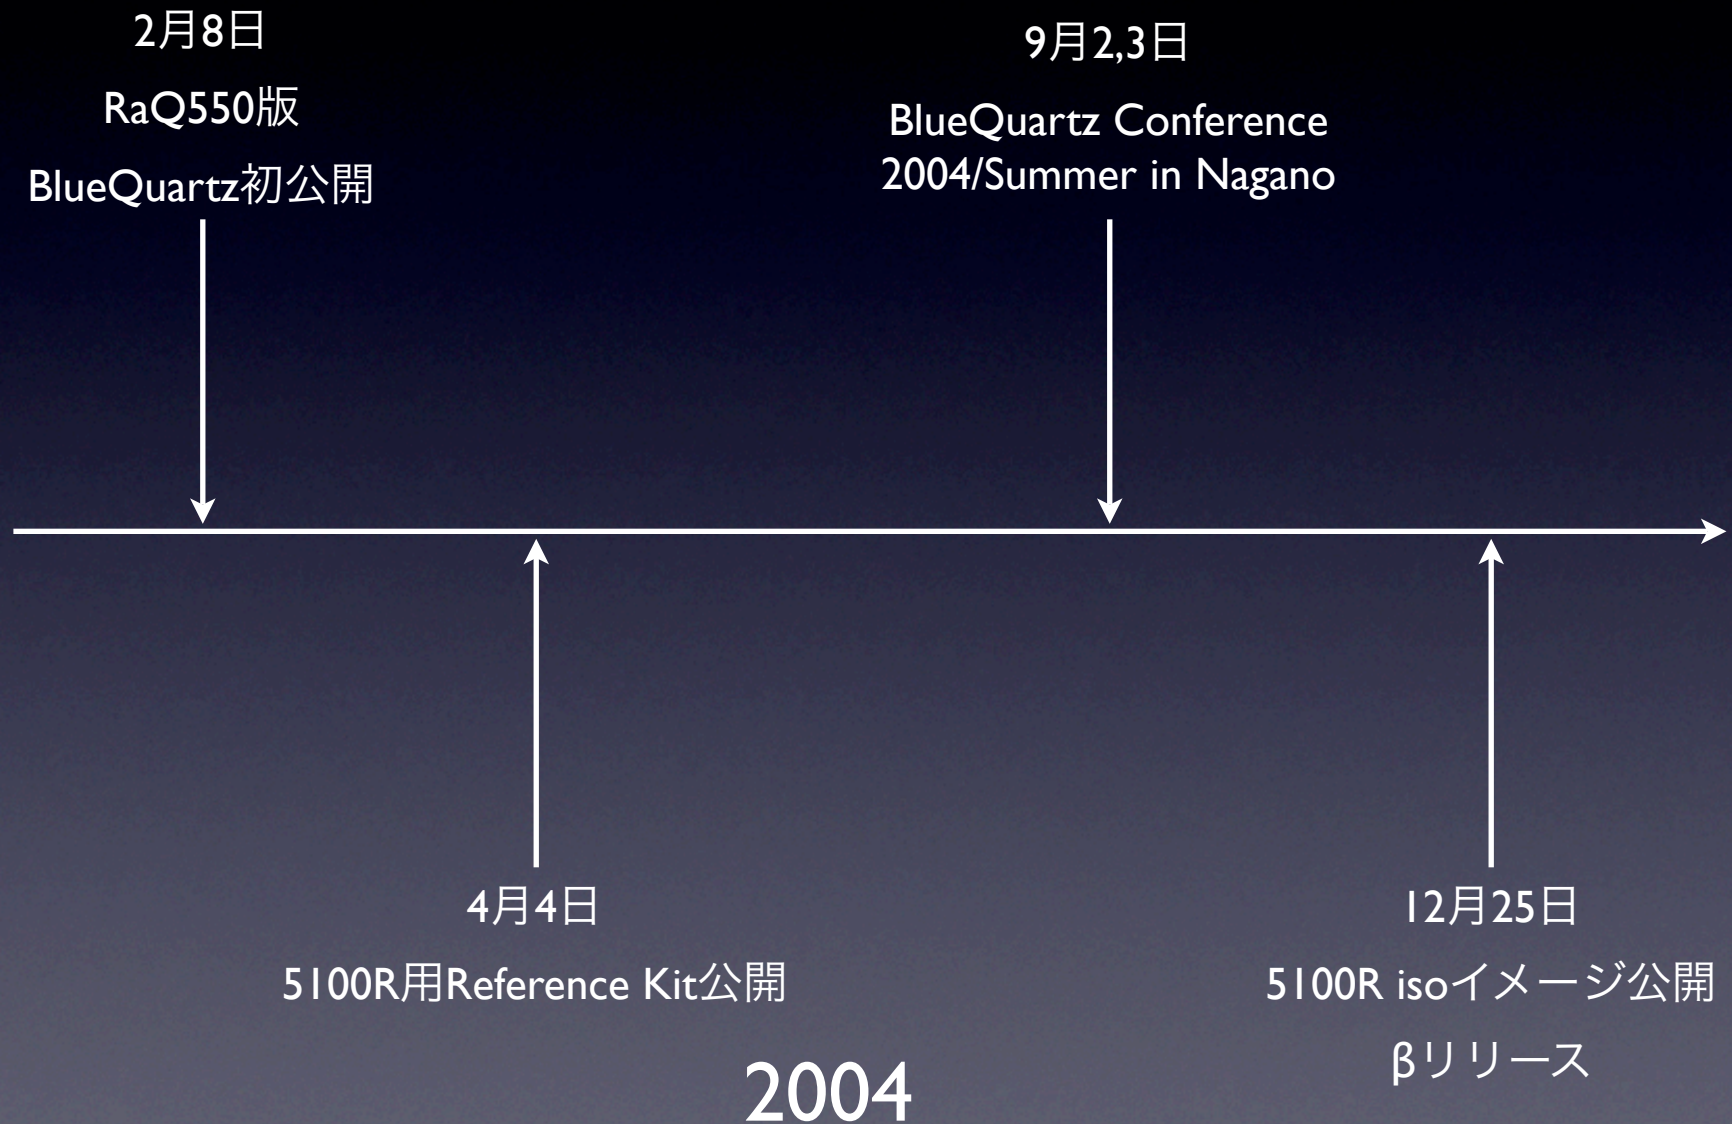 2月8日
RaQ550版
BlueQuartz初公開
9月2,3日
BlueQuartz Conference
2004/Summer in Nagano
4月4日
5100R用Reference Kit公開
12月25日
5100R isoイメージ公開
βリリース
2004